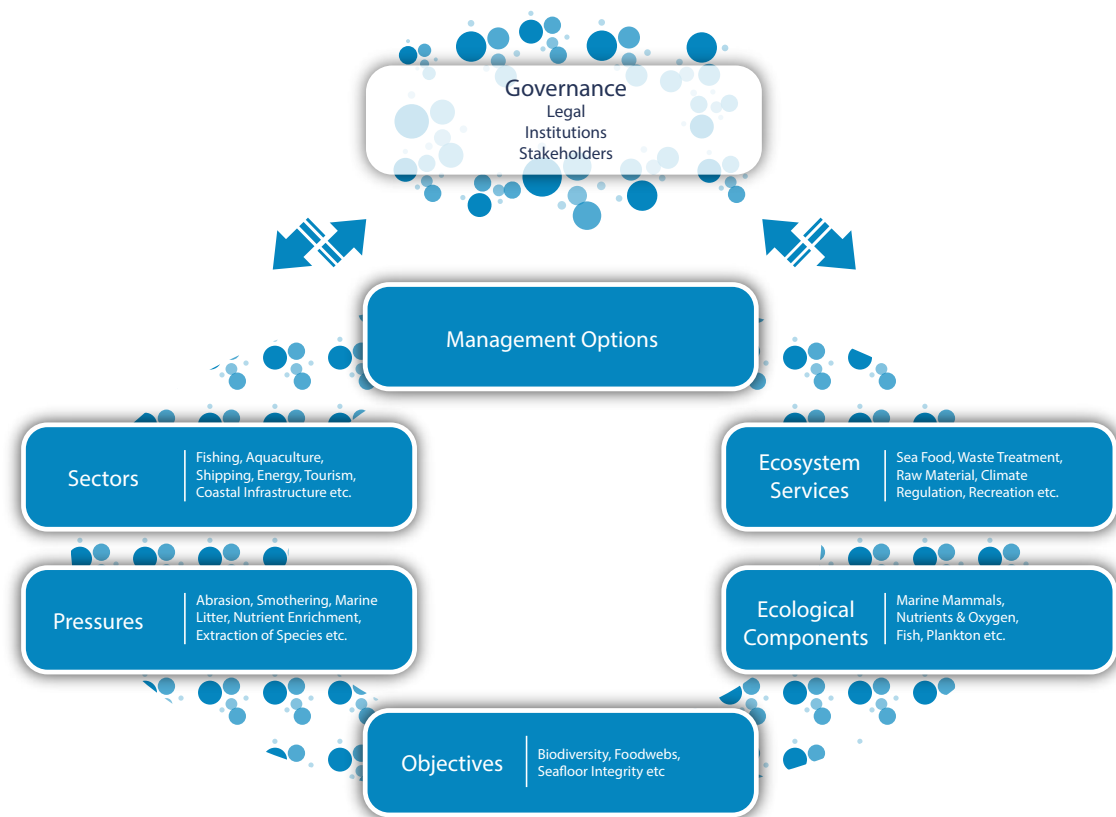 Governance
Legal
Institutions
Stakeholders
Management Options
Sectors
Fishing, Aquaculture,
Shipping, Energy, Tourism,
Coastal Infrastructure etc.
Ecosystem
Services
Sea Food, Waste Treatment,
Raw Material, Climate
Regulation, Recreation etc.
Pressures
Abrasion, Smothering, Marine
Litter, Nutrient Enrichment,
Extraction of Species etc.
Ecological
Components
Marine Mammals,
Nutrients & Oxygen,
Fish, Plankton etc.
Objectives
Biodiversity, Foodwebs,
Seafloor Integrity etc